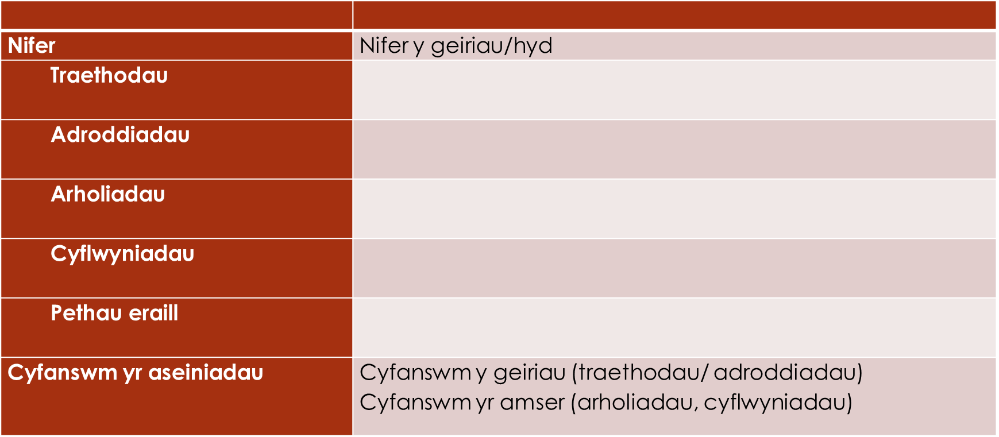 Nifer
Nifer y geiriau/hyd
Traethodau
Adroddiadau
Arholiadau
Cyflwyniadau
Pethau eraill
Cyfanswm yr aseiniadau
Cyfanswm y geiriau (traethodau/ adroddiadau)
Cyfanswm yr amser (arholiadau, cyflwyniadau)